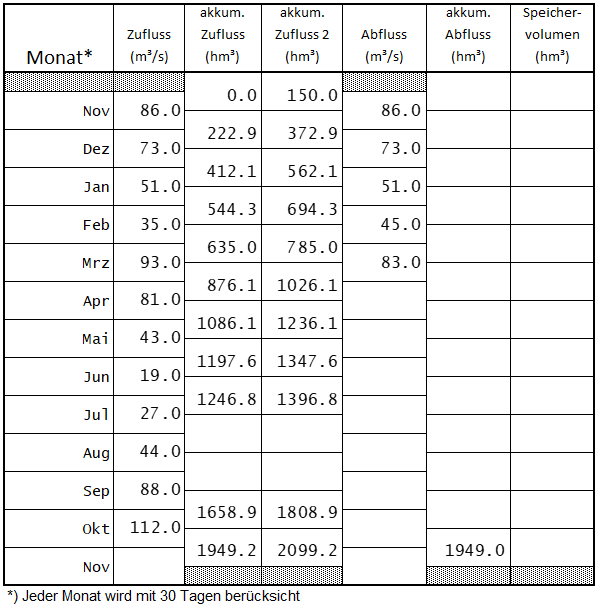 Monat* Zufluss (m³/s) akkum. Zufluss (hm³) akkum. Zufluss 2 (hm³) Abfluss (m³/s) akkum. Abfluss (hm³) Speicher-volumen (hm³)
0.0 150.0
Nov 86.0 86.0
222.9 372.9
Dez 73.0 73.0
412.1 562.1
Jan 51.0 51.0
544.3 694.3
Feb 35.0 45.0
635.0 785.0
Mrz 93.0 83.0
876.1 1026.1
Apr 81.0
1086.1 1236.1
Mai 43.0
1197.6 1347.6
Jun 19.0
1246.8 1396.8
Jul 27.0
Aug 44.0
Sep 88.0
1658.9 1808.9
Okt 112.0
1949.2 2099.2 1949.0
Nov
*) Jeder Monat wird mit 30 Tagen berücksicht